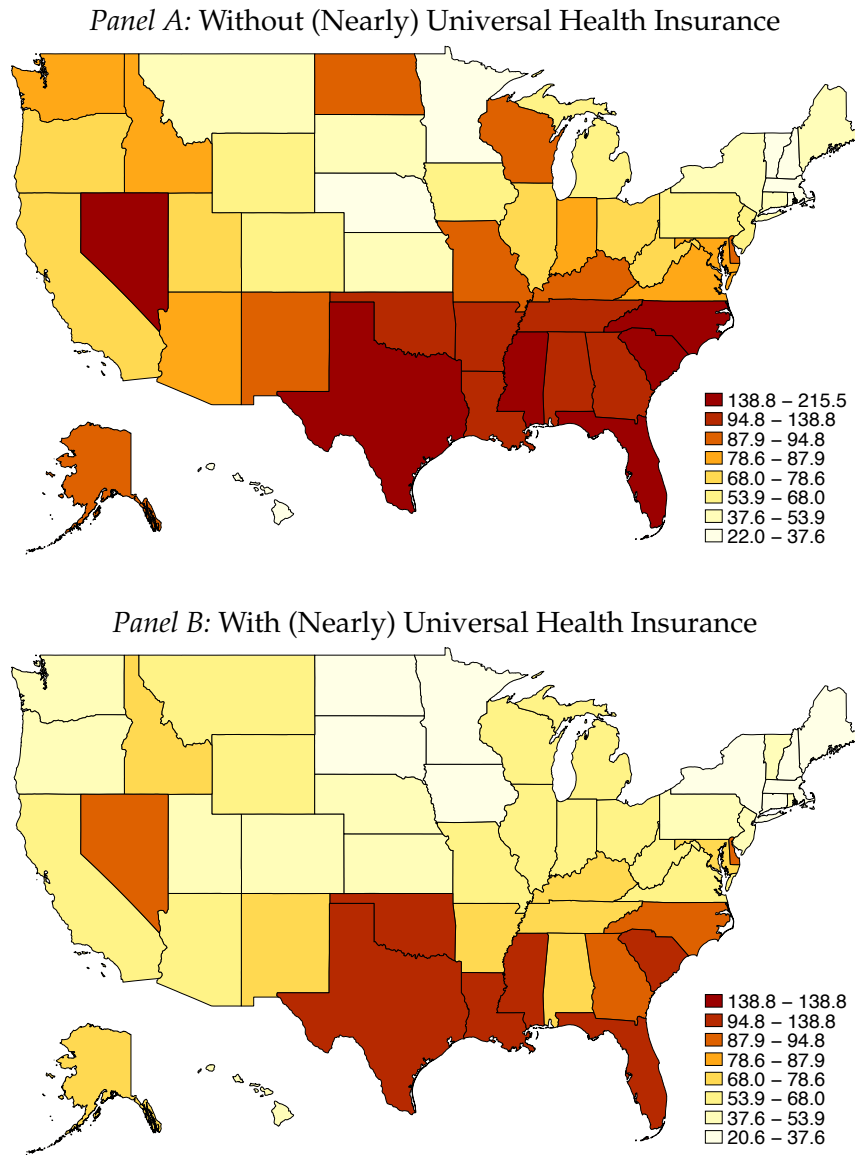 Panel A: Without (Nearly) Universal Health Insurance
138.8 – 215.5
94.8 – 138.8
87.9 – 94.8
78.6 – 87.9
68.0 – 78.6
53.9 – 68.0
37.6 – 53.9
22.0 – 37.6
Panel B: With (Nearly) Universal Health Insurance
138.8 – 138.8
94.8 – 138.8
87.9 – 94.8
78.6 – 87.9
68.0 – 78.6
53.9 – 68.0
37.6 – 53.9
20.6 – 37.6